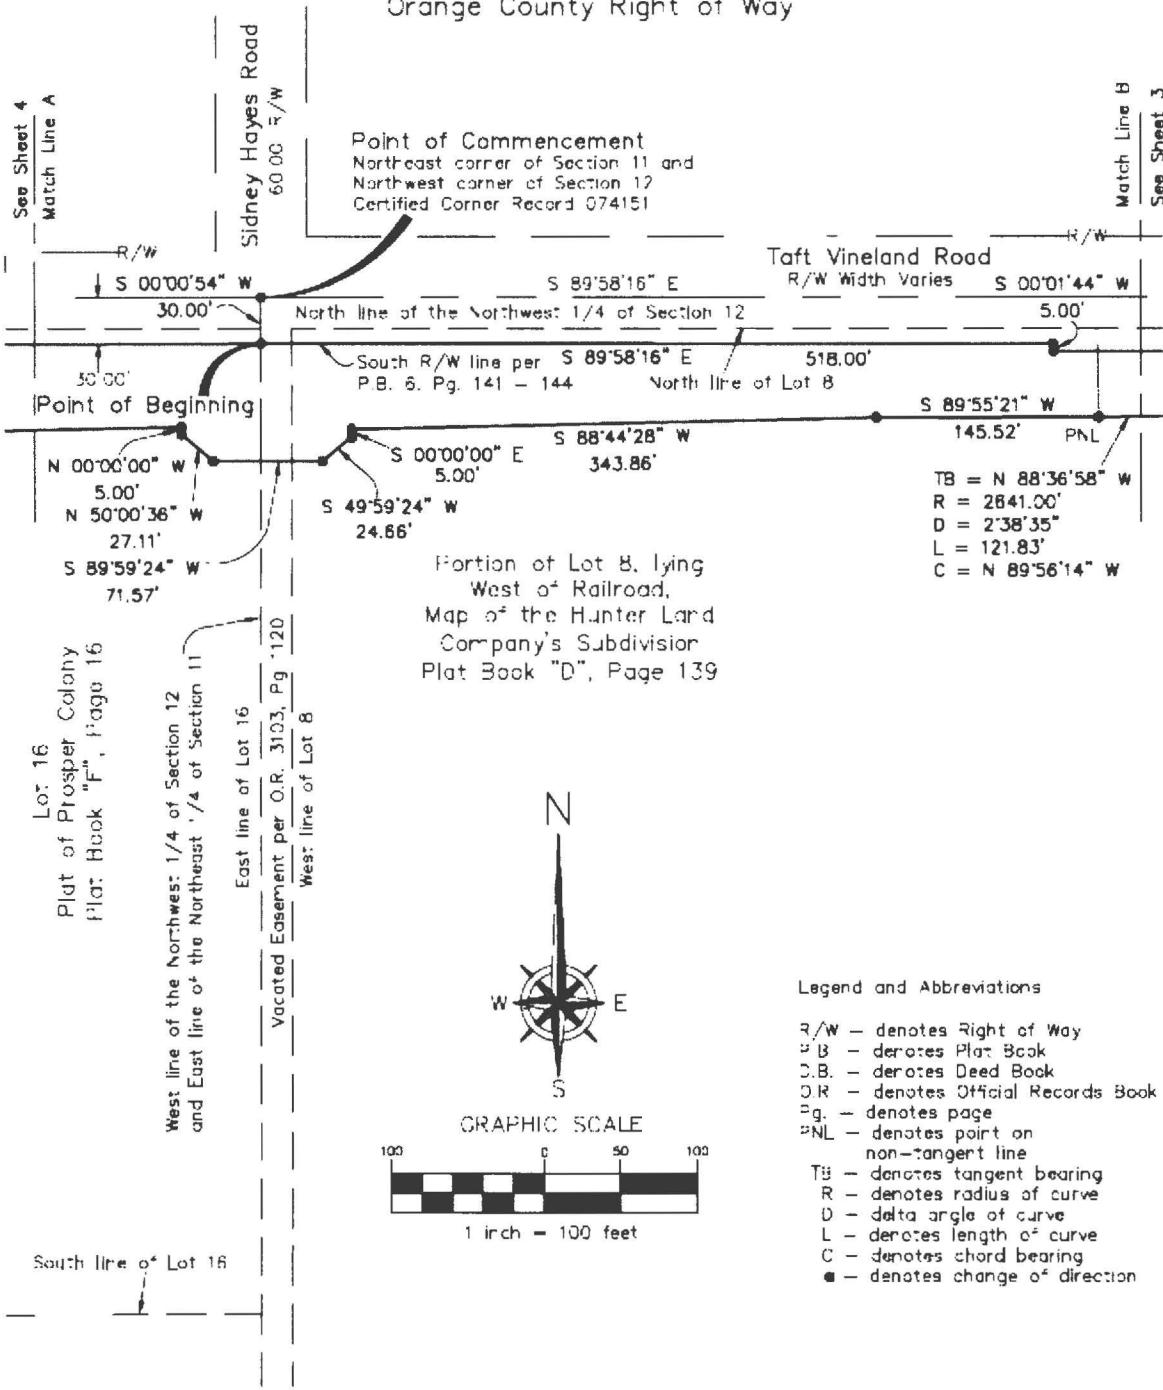 Orange County Right of Way
See Sheet 4
Match Line A
Sidney Hayes Road
60.00 R/W
Point of Commencement
Northeast corner of Section 11 and
Northwest corner of Section 12
Certified Corner Record 074151
Match Line B
See Sheet 3
R/W
R/W
Taft Vineland Road
R/W Width Varies
S 00°00'54" W
30.00'
S 89°58'16" E
S 00°01'44" W
5.00'
North line of the Northwest 1/4 of Section 12
30.00'
South R/W line per
P.B. 6, Pg. 141 – 144
S 89°58'16" E
518.00'
North line of Lot 8
Point of Beginning
S 89°55'21" W
145.52'
PNL
S 88°44'28" W
343.86'
N 00°00'00" W
5.00'
S 00°00'00" E
5.00'
N 50°00'36" W
27.11'
S 49°59'24" W
24.66'
S 89°59'24" W
71.57'
TB = N 88°36'58" W
R = 2641.00'
D = 2°38'35"
L = 121.83'
C = N 89°56'14" W
Portion of Lot 8, lying
West of Railroad,
Map of the Hunter Land
Company's Subdivision
Plat Book "D", Page 139
Lot 16
Plat of Prosper Colony
Plat Book "F", Page 16
West line of the Northwest 1/4 of Section 12
and East line of the Northeast 1/4 of Section 11
East line of Lot 16
Vacated Easement per O.R. 3103, Pg 1120
West line of Lot 8
N
W
E
S
GRAPHIC SCALE
100 0 50 100
1 inch = 100 feet
Legend and Abbreviations
R/W – denotes Right of Way
P.B – denotes Plat Book
D.B. – denotes Deed Book
O.R – denotes Official Records Book
Pg. – denotes page
PNL – denotes point on
non-tangent line
TB – denotes tangent bearing
R – denotes radius of curve
D – delta angle of curve
L – denotes length of curve
C – denotes chord bearing
● – denotes change of direction
South line of Lot 16